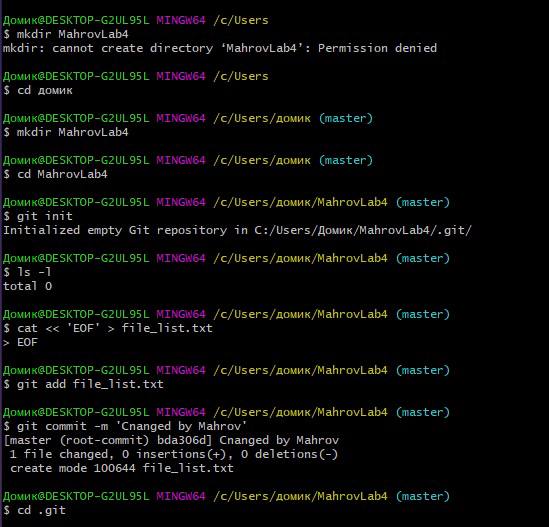 Домик@DESKTOP-G2UL95L MINGW64 /c/Users
$ mkdir MahrovLab4
mkdir: cannot create directory ‘MahrovLab4’: Permission denied
Домик@DESKTOP-G2UL95L MINGW64 /c/Users
$ cd домик
Домик@DESKTOP-G2UL95L MINGW64 /c/Users/домик (master)
$ mkdir MahrovLab4
Домик@DESKTOP-G2UL95L MINGW64 /c/Users/домик (master)
$ cd MahrovLab4
Домик@DESKTOP-G2UL95L MINGW64 /c/Users/домик/MahrovLab4 (master)
$ git init
Initialized empty Git repository in C:/Users/Домик/MahrovLab4/.git/
Домик@DESKTOP-G2UL95L MINGW64 /c/Users/домик/MahrovLab4 (master)
$ ls -l
total 0
Домик@DESKTOP-G2UL95L MINGW64 /c/Users/домик/MahrovLab4 (master)
$ cat << 'EOF' > file_list.txt
> EOF
Домик@DESKTOP-G2UL95L MINGW64 /c/Users/домик/MahrovLab4 (master)
$ git add file_list.txt
Домик@DESKTOP-G2UL95L MINGW64 /c/Users/домик/MahrovLab4 (master)
$ git commit -m 'Cnanged by Mahrov'
[master (root-commit) bda306d] Cnanged by Mahrov
1 file changed, 0 insertions(+), 0 deletions(-)
create mode 100644 file_list.txt
Домик@DESKTOP-G2UL95L MINGW64 /c/Users/домик/MahrovLab4 (master)
$ cd .git